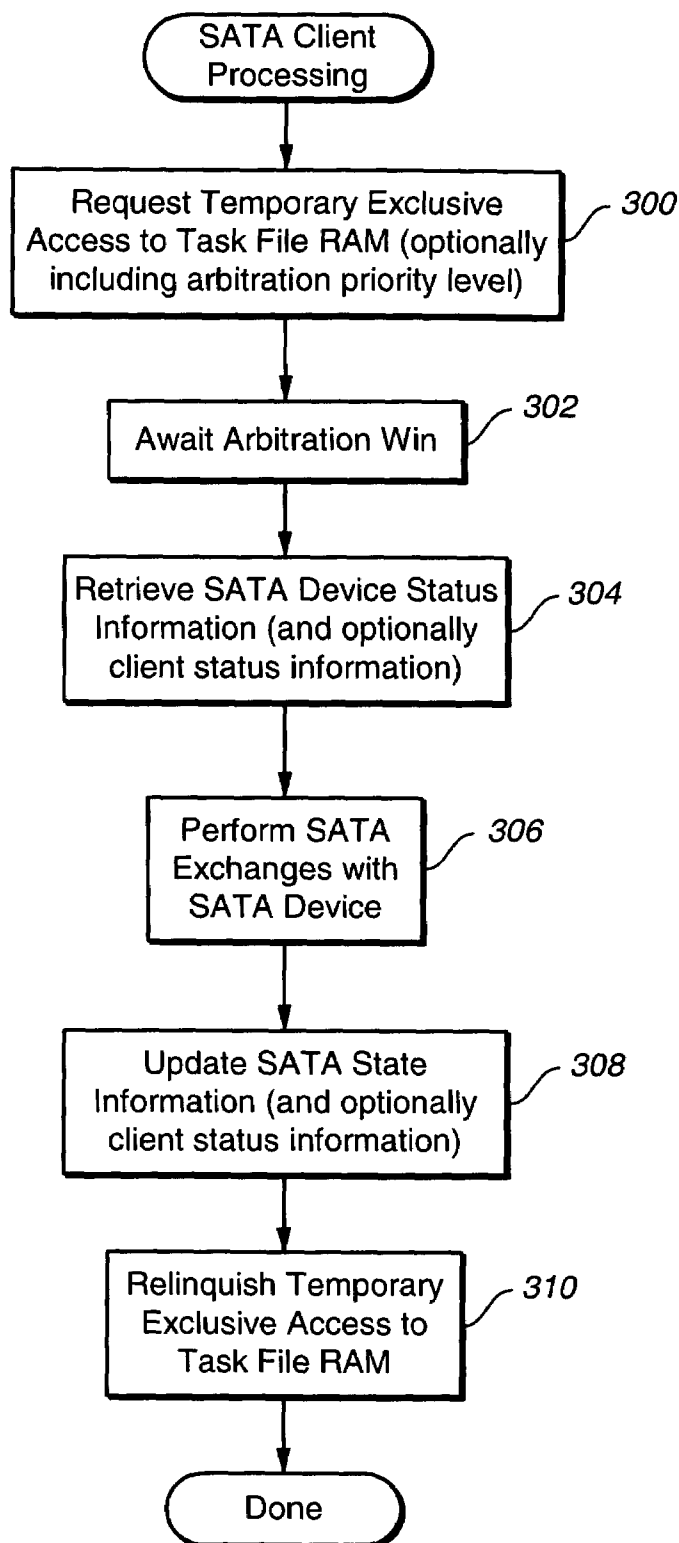 SATA Client
Processing
Request Temporary Exclusive
Access to Task File RAM (optionally
including arbitration priority level)
300
Await Arbitration Win
302
Retrieve SATA Device Status
Information (and optionally
client status information)
304
Perform SATA
Exchanges with
SATA Device
306
Update SATA State
Information (and optionally
client status information)
308
Relinquish Temporary
Exclusive Access to
Task File RAM
310
Done